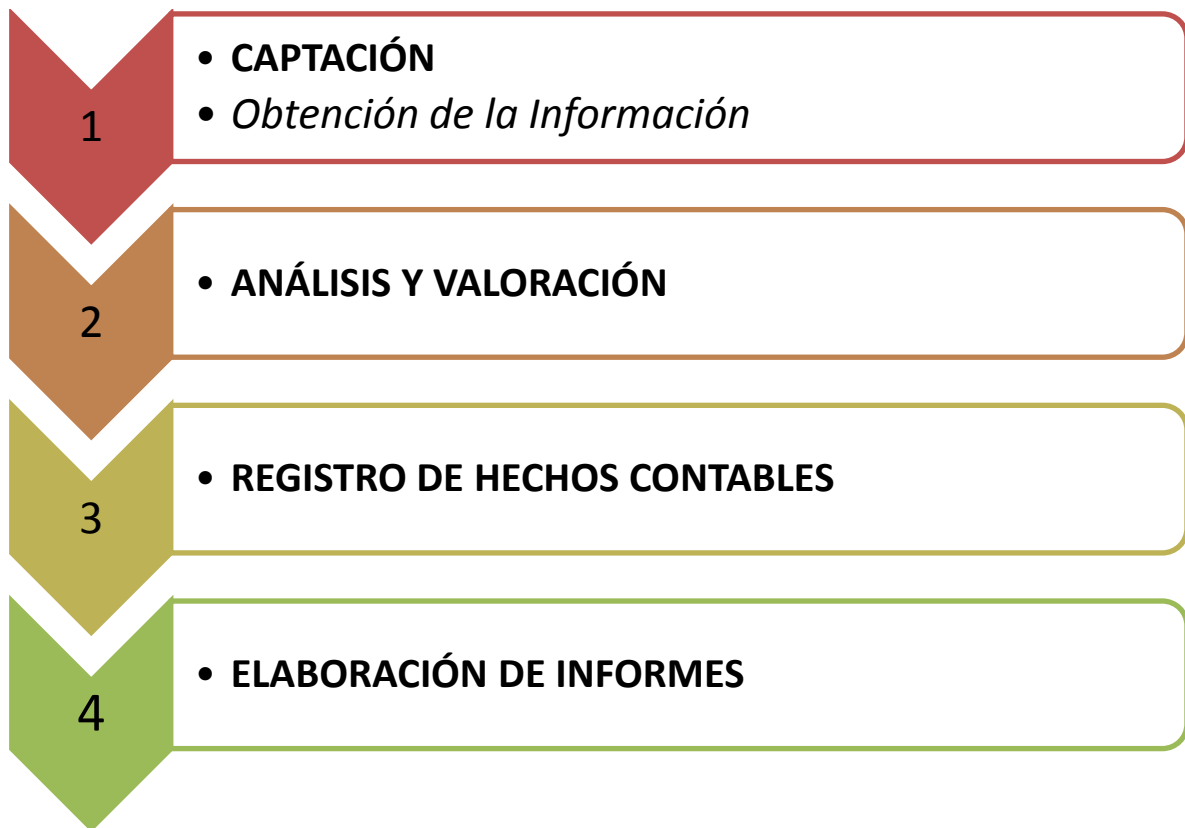 1
• CAPTACIÓN
• Obtención de la Información
2
• ANÁLISIS Y VALORACIÓN
3
• REGISTRO DE HECHOS CONTABLES
4
• ELABORACIÓN DE INFORMES